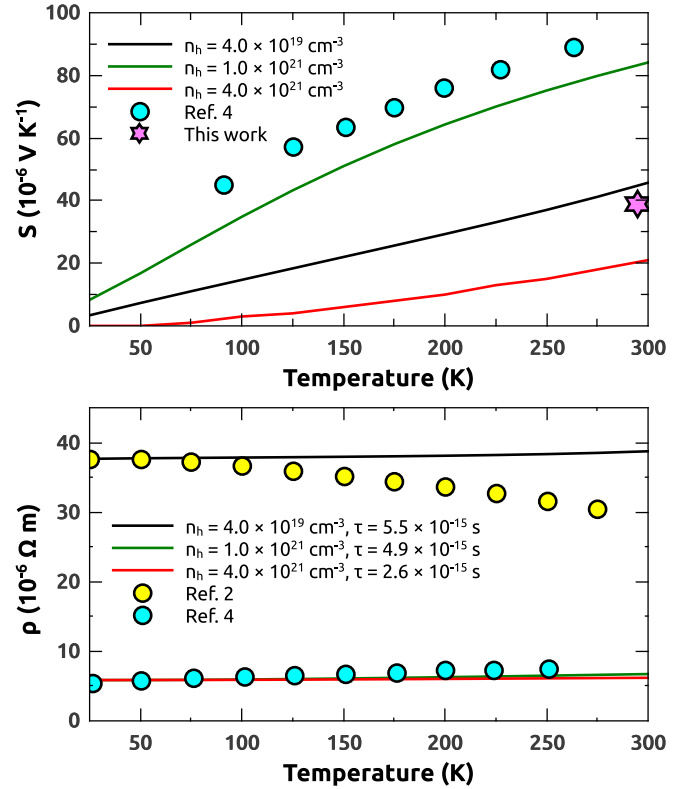 100
80
60
40
20
0
S (10⁻⁶ V K⁻¹)
nₕ = 4.0 × 10¹⁹ cm⁻³
nₕ = 1.0 × 10²¹ cm⁻³
nₕ = 4.0 × 10²¹ cm⁻³
Ref. 4
This work
50 100 150 200 250 300
Temperature (K)
40
30
20
10
0
ρ (10⁻⁶ Ω m)
nₕ = 4.0 × 10¹⁹ cm⁻³, τ = 5.5 × 10⁻¹⁵ s
nₕ = 1.0 × 10²¹ cm⁻³, τ = 4.9 × 10⁻¹⁵ s
nₕ = 4.0 × 10²¹ cm⁻³, τ = 2.6 × 10⁻¹⁵ s
Ref. 2
Ref. 4
50 100 150 200 250 300
Temperature (K)